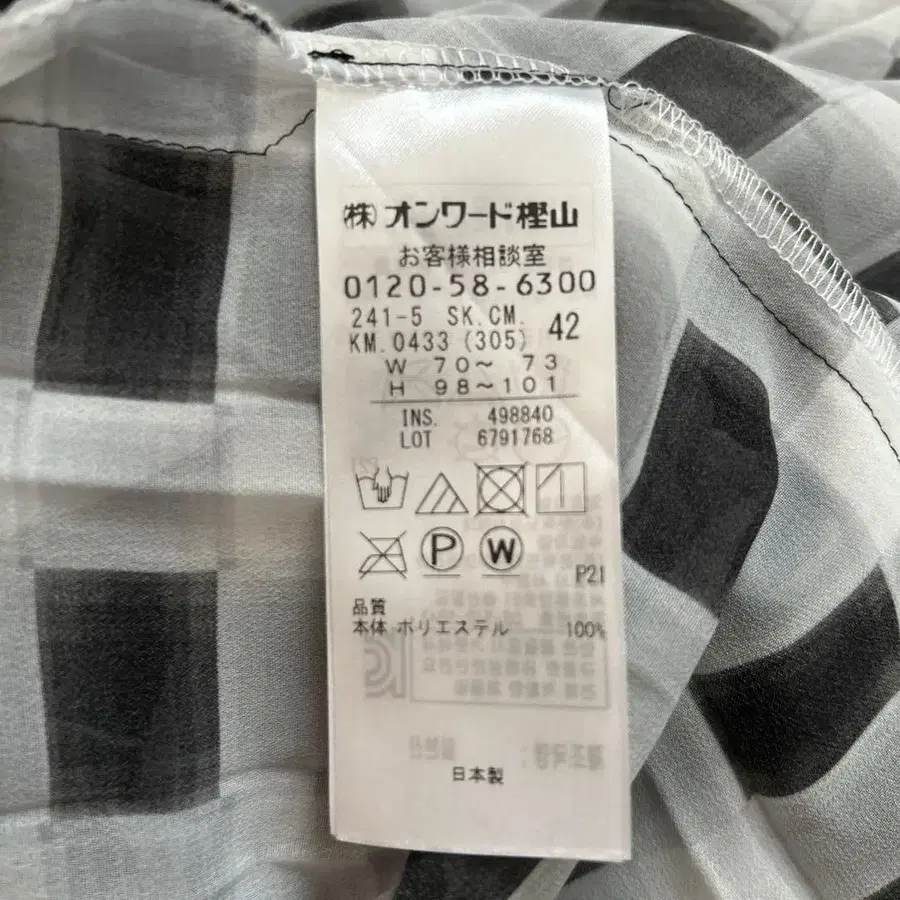 (株)オンワード樫山
お客様相談室
0120-58-6300
241-5 SK.CM. 42
KM.0433 (305)
W 70～ 73
H 98～101
INS. 498840
LOT 6791768
P W
P21
品質
本体 ポリエステル 100%
日本製